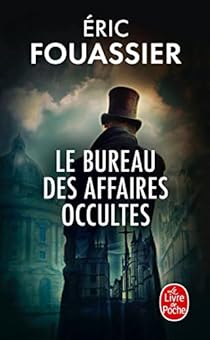 ÉRIC
FOUASSIER
LE BUREAU
DES AFFAIRES
OCCULTES
Le
Livre
de
Poche